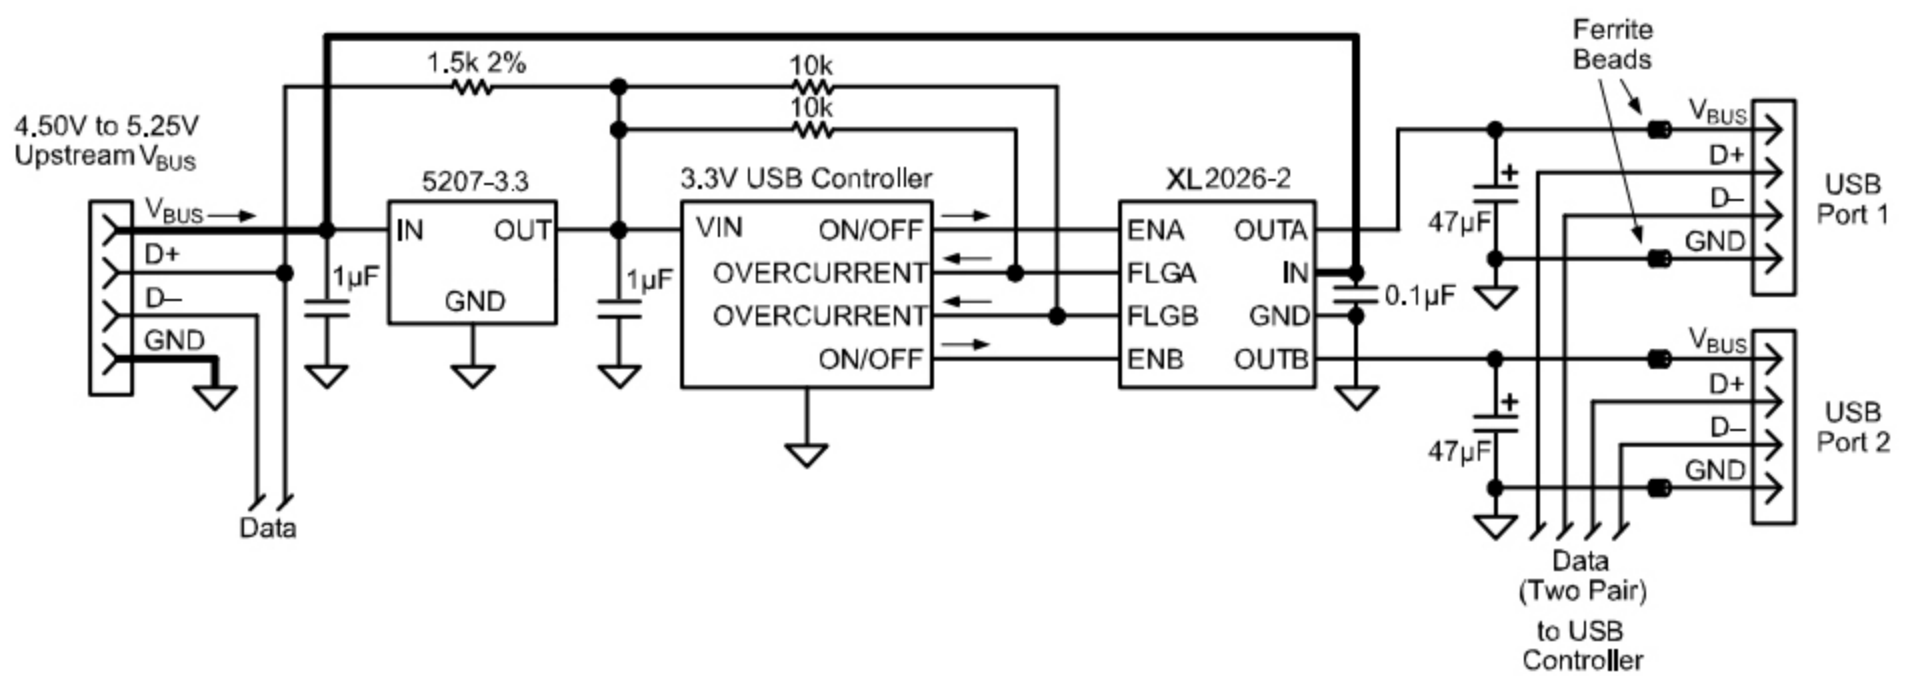 Ferrite
Beads
1.5k 2%
10k
10k
4.50V to 5.25V
Upstream VBUS
5207-3.3
3.3V USB Controller
XL2026-2
VBUS
D+
D–
GND
IN
OUT
GND
1µF
1µF
VIN
ON/OFF
OVERCURRENT
OVERCURRENT
ON/OFF
ENA
FLGA
FLGB
ENB
OUTA
IN
GND
OUTB
0.1µF
+
47µF
+
47µF
VBUS
D+
D–
GND
USB
Port 1
VBUS
D+
D–
GND
USB
Port 2
Data
Data
(Two Pair)
to USB
Controller